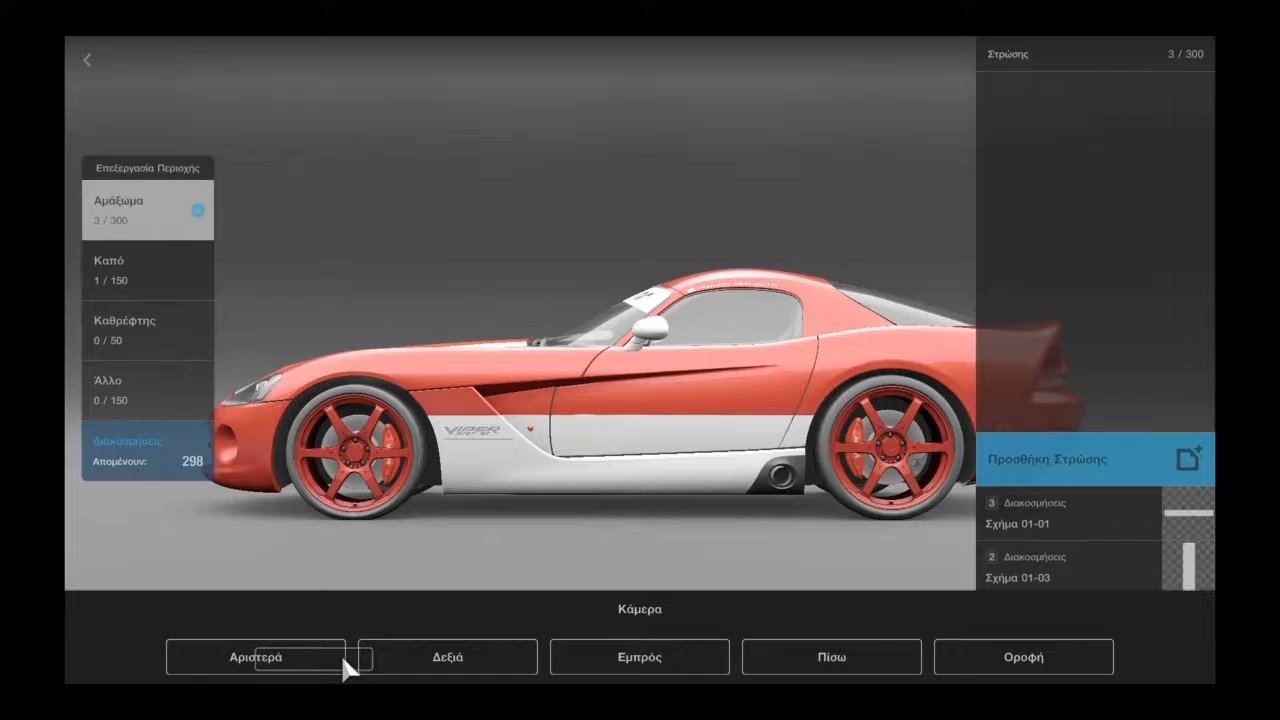 Στρώσης
3 / 300
Επεξεργασία Περιοχής
Αμάξωμα
3 / 300
Καπό
1 / 150
Καθρέφτης
0 / 50
Άλλο
0 / 150
Διακοσμήσεις
Απομένουν: 298
VIPER
Προσθήκη Στρώσης
3 Διακοσμήσεις
Σχήμα 01-01
2 Διακοσμήσεις
Σχήμα 01-03
Κάμερα
Αριστερά
Δεξιά
Εμπρός
Πίσω
Οροφή